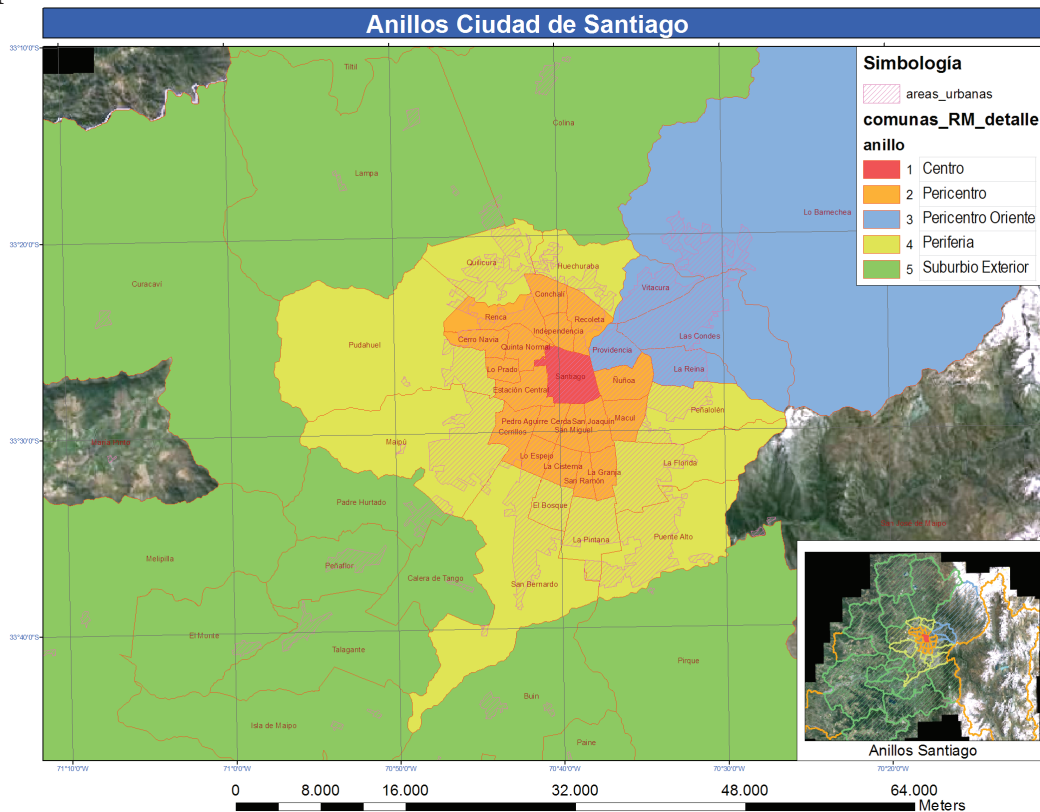 Anillos Ciudad de Santiago
Simbología
areas_urbanas
comunas_RM_detalle
anillo
1 Centro
2 Pericentro
3 Pericentro Oriente
4 Periferia
5 Suburbio Exterior
33°10'0"S
33°20'0"S
33°30'0"S
33°40'0"S
Tiltil
Colina
Lampa
Lo Barnechea
Curacaví
Quilicura
Huechuraba
Vitacura
Conchalí
Renca
Recoleta
Independencia
Las Condes
Cerro Navia
Quinta Normal
Providencia
Pudahuel
Lo Prado
Santiago
La Reina
Ñuñoa
Estación Central
Peñalolén
Macul
Pedro Aguirre Cerda
San Joaquín
Cerrillos
San Miguel
Maipú
Lo Espejo
La Cisterna
La Granja
La Florida
San Ramón
Padre Hurtado
El Bosque
La Pintana
Puente Alto
Melipilla
Peñaflor
Calera de Tango
San Bernardo
El Monte
Talagante
Pirque
Buin
Isla de Maipo
Paine
71°10'0"W
71°0'0"W
70°50'0"W
70°40'0"W
70°30'0"W
70°20'0"W
Anillos Santiago
0
8.000
16.000
32.000
48.000
64.000
Meters